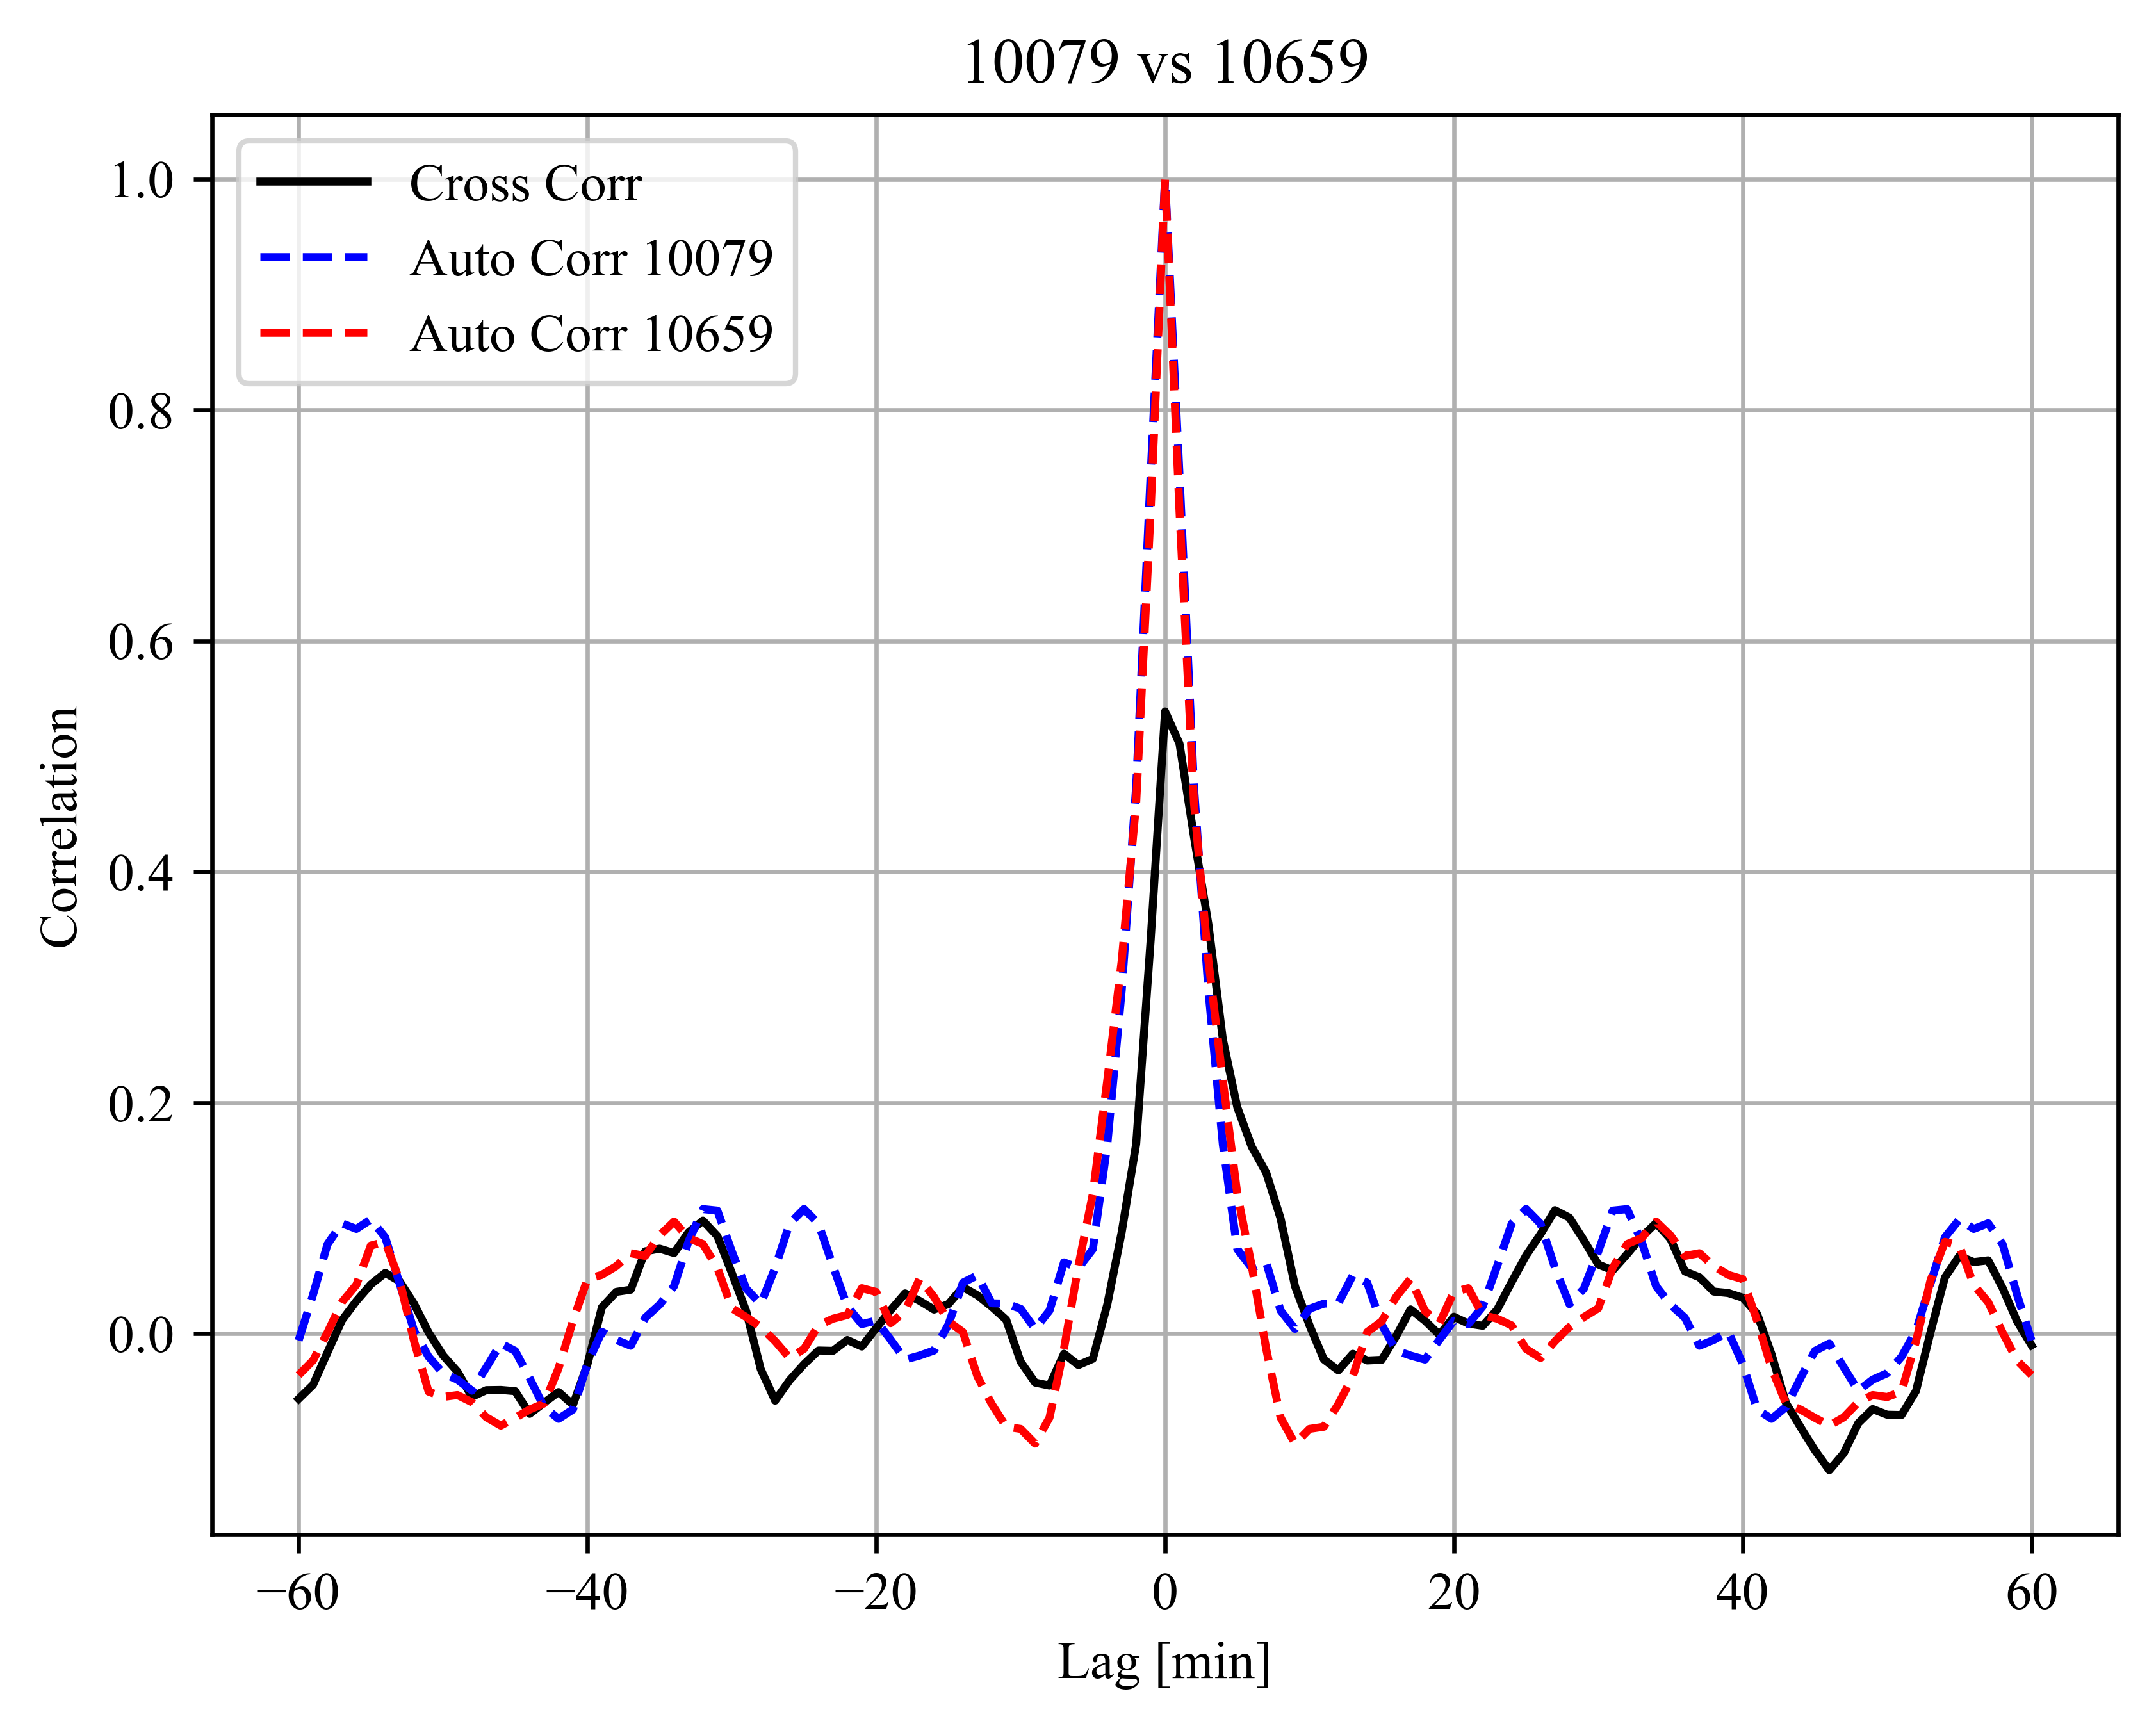 10079 vs 10659
Cross Corr
Auto Corr 10079
Auto Corr 10659
1.0
0.8
0.6
0.4
0.2
0.0
Correlation
−60 −40 −20 0 20 40 60
Lag [min]